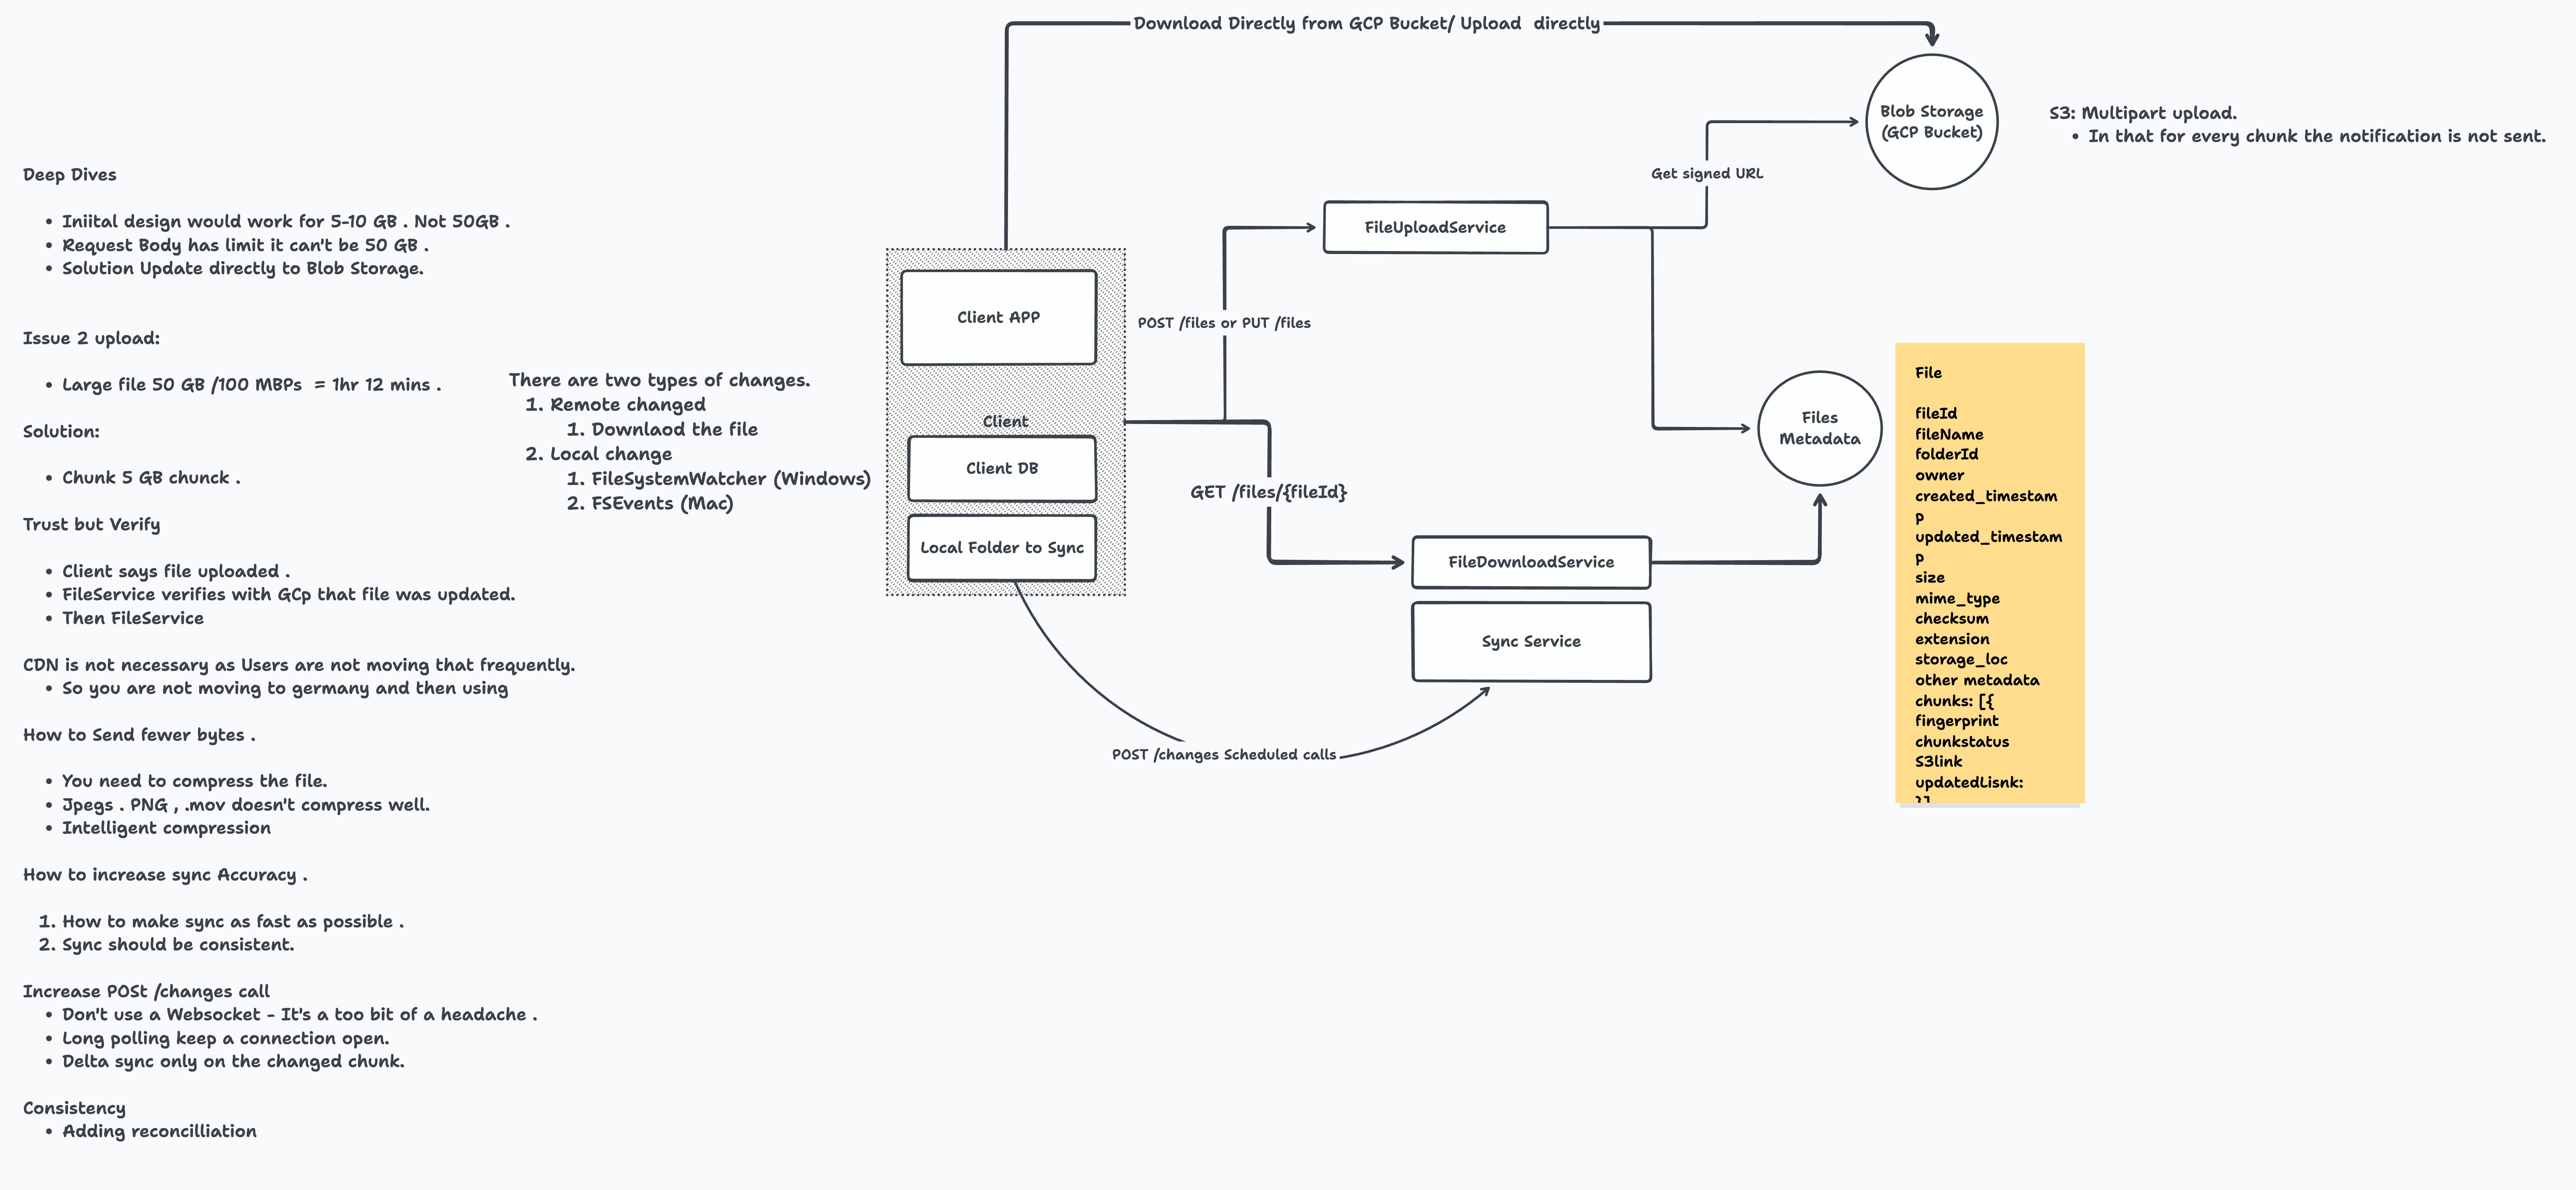 Download Directly from GCP Bucket/ Upload  directly
Blob Storage
(GCP Bucket)
S3: Multipart upload.
• In that for every chunk the notification is not sent.
Get signed URL
FileUploadService
POST /files or PUT /files
Client APP
Client
Client DB
Local Folder to Sync
GET /files/{fileId}
FileDownloadService
Sync Service
POST /changes Scheduled calls
Files
Metadata
File
fileId
fileName
folderId
owner
created_timestam
p
updated_timestam
p
size
mime_type
checksum
extension
storage_loc
other metadata
chunks: [{
fingerprint
chunkstatus
S3link
updatedLisnk:
}]
There are two types of changes.
1. Remote changed
1. Downlaod the file
2. Local change
1. FileSystemWatcher (Windows)
2. FSEvents (Mac)
Deep Dives
• Iniital design would work for 5-10 GB . Not 50GB .
• Request Body has limit it can't be 50 GB .
• Solution Update directly to Blob Storage.
Issue 2 upload:
• Large file 50 GB /100 MBPs  = 1hr 12 mins .
Solution:
• Chunk 5 GB chunck .
Trust but Verify
• Client says file uploaded .
• FileService verifies with GCp that file was updated.
• Then FileService
CDN is not necessary as Users are not moving that frequently.
• So you are not moving to germany and then using
How to Send fewer bytes .
• You need to compress the file.
• Jpegs . PNG , .mov doesn't compress well.
• Intelligent compression
How to increase sync Accuracy .
1. How to make sync as fast as possible .
2. Sync should be consistent.
Increase POSt /changes call
• Don't use a Websocket - It's a too bit of a headache .
• Long polling keep a connection open.
• Delta sync only on the changed chunk.
Consistency
• Adding reconcilliation